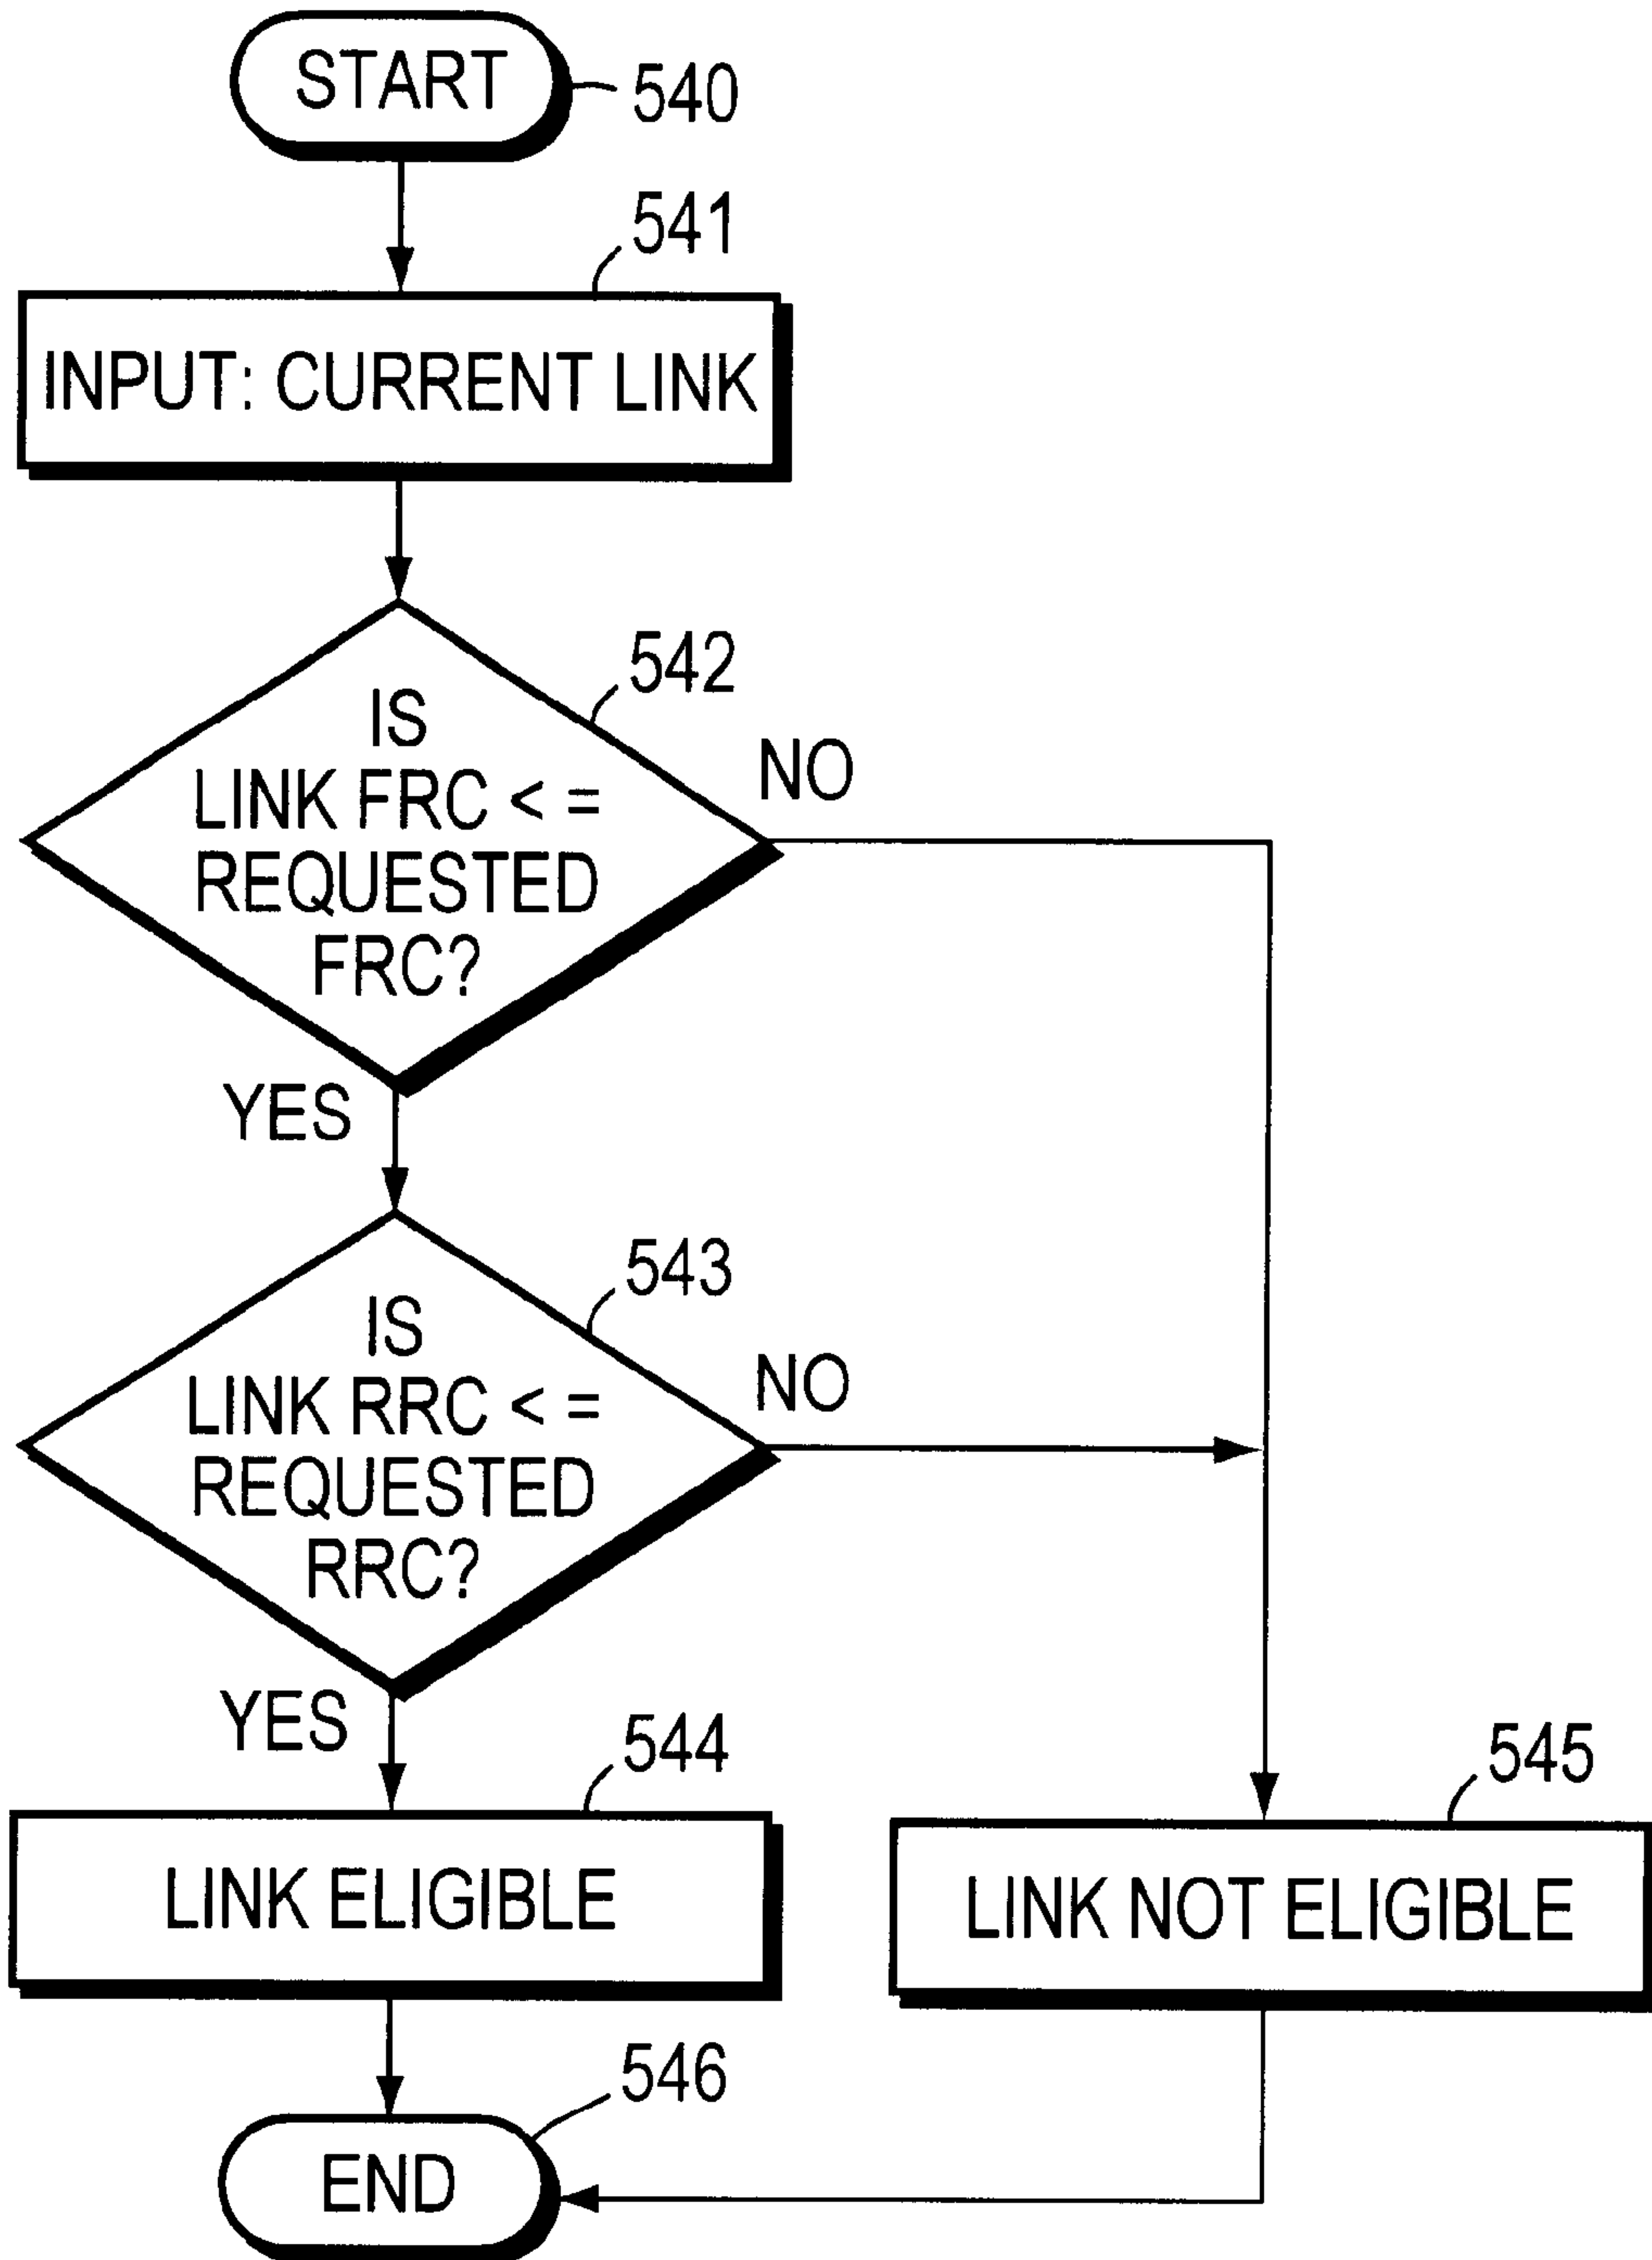 START
540
541
INPUT: CURRENT LINK
542
IS
LINK FRC < =
REQUESTED
FRC?
NO
YES
543
IS
LINK RRC < =
REQUESTED
RRC?
NO
YES
544
LINK ELIGIBLE
545
LINK NOT ELIGIBLE
546
END